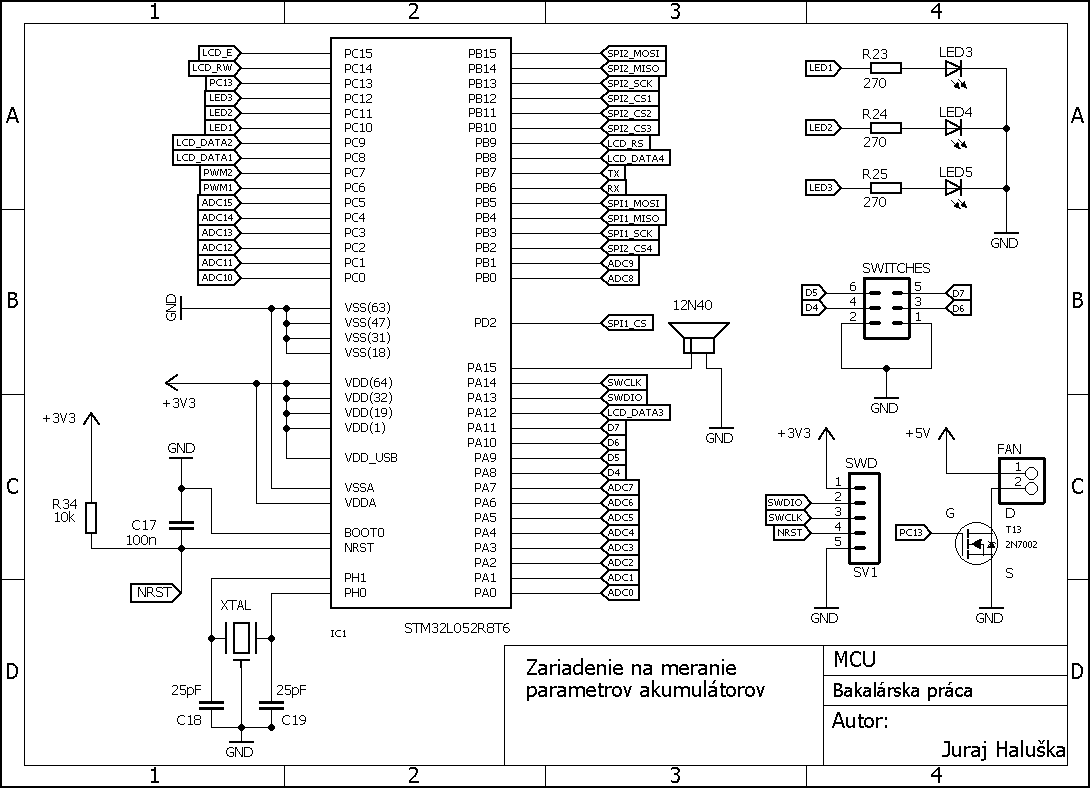 1 2 3 4
A
B
C
D
A
B
C
D
LCD_E PC15 PB15 SPI2_MOSI
LCD_RW PC14 PB14 SPI2_MISO
PC13 PC13 PB13 SPI2_SCK
LED3 PC12 PB12 SPI2_CS1
LED2 PC11 PB11 SPI2_CS2
LED1 PC10 PB10 SPI2_CS3
LCD_DATA2 PC9 PB9 LCD_RS
LCD_DATA1 PC8 PB8 LCD_DATA4
PWM2 PC7 PB7 TX
PWM1 PC6 PB6 RX
ADC15 PC5 PB5 SPI1_MOSI
ADC14 PC4 PB4 SPI1_MISO
ADC13 PC3 PB3 SPI1_SCK
ADC12 PC2 PB2 SPI2_CS4
ADC11 PC1 PB1 ADC9
ADC10 PC0 PB0 ADC8
GND VSS(63)
VSS(47) PD2 SPI1_CS
VSS(31)
VSS(18)
PA15
VDD(64) PA14 SWCLK
VDD(32) PA13 SWDIO
VDD(19) PA12 LCD_DATA3
VDD(1) PA11 D7
PA10 D6
VDD_USB PA9 D5
PA8 D4
VSSA PA7 ADC7
VDDA PA6 ADC6
PA5 ADC5
BOOT0 PA4 ADC4
NRST PA3 ADC3
PA2 ADC2
PH1 PA1 ADC1
PH0 PA0 ADC0
IC1 STM32L052R8T6
+3V3
+3V3
GND
R34
10k
C17
100n
NRST
XTAL
25pF 25pF
C18 C19
GND
12N40
GND
R23 LED3
LED1
270
R24 LED4
LED2
270
R25 LED5
LED3
270
GND
SWITCHES
D5 6 5 D7
D4 4 3 D6
2 1
GND
+3V3
SWD
1
SWDIO 2
SWCLK 3
NRST 4
5
SV1
GND
+5V
FAN
1
2
G D
T13
PC13 2N7002
S
GND
Zariadenie na meranie
parametrov akumulátorov
MCU
Bakalárska práca
Autor:
Juraj Haluška
1 2 3 4